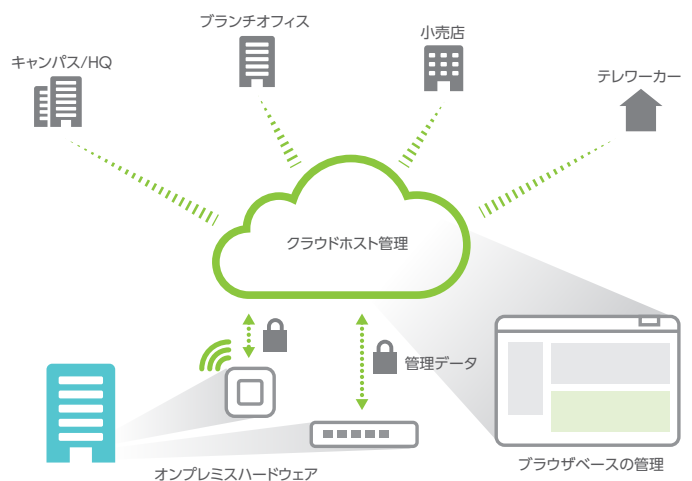 ブランチオフィス
小売店
キャンパス/HQ
テレワーカー
クラウドホスト管理
管理データ
オンプレミスハードウェア
ブラウザベースの管理